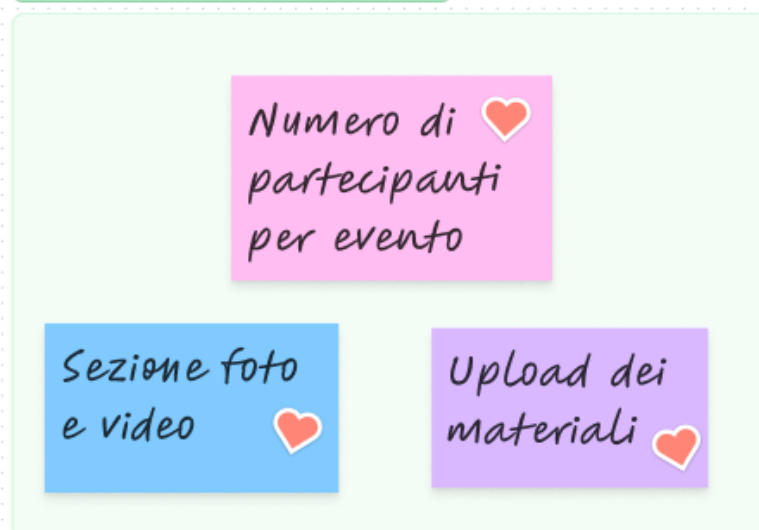 Numero di
partecipanti
per evento
Sezione foto
e video
Upload dei
materiali